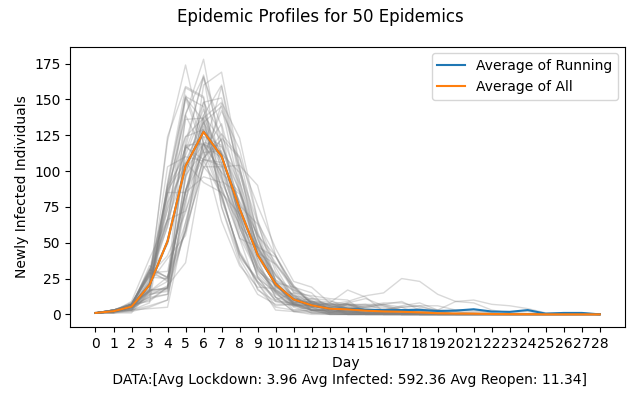 Epidemic Profiles for 50 Epidemics
Average of Running
Average of All
175
150
125
100
75
50
25
0
Newly Infected Individuals
0 1 2 3 4 5 6 7 8 9 10 11 12 13 14 15 16 17 18 19 20 21 22 23 24 25 26 27 28
Day
DATA:[Avg Lockdown: 3.96 Avg Infected: 592.36 Avg Reopen: 11.34]